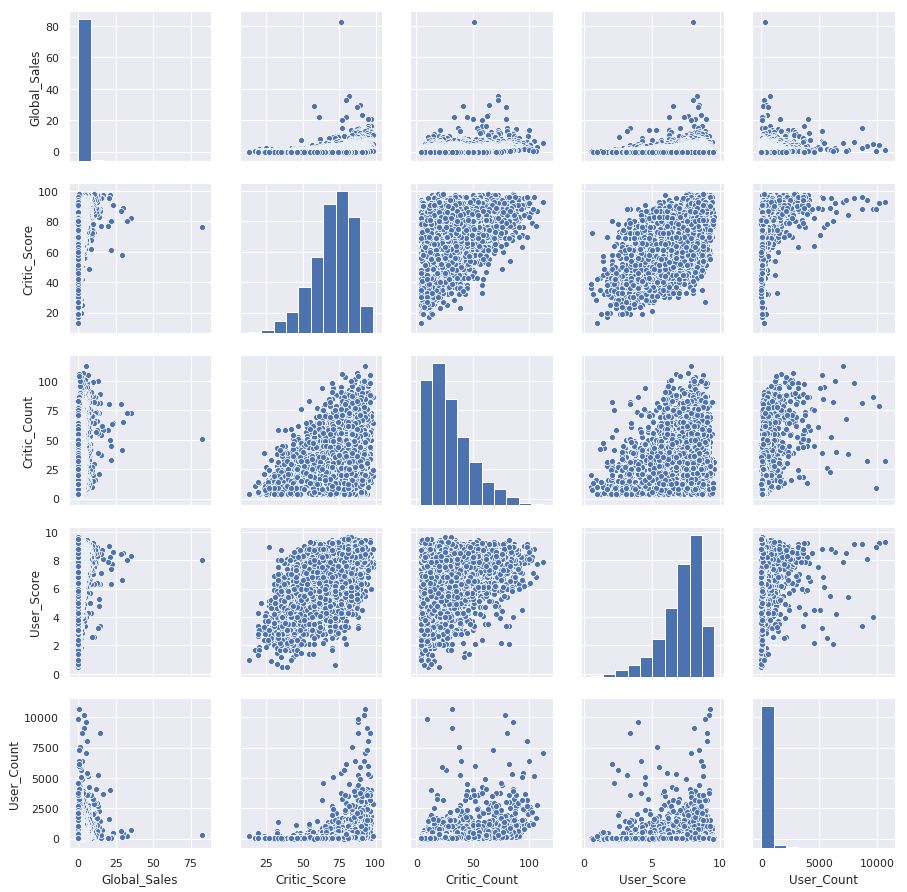 80
60
40
20
0
Global_Sales
100
80
60
40
20
Critic_Score
100
75
50
25
0
Critic_Count
10
8
6
4
2
0
User_Score
10000
7500
5000
2500
0
User_Count
0 25 50 75
25 50 75 100
0 50 100
0 5 10
0 5000 10000
Global_Sales Critic_Score Critic_Count User_Score User_Count